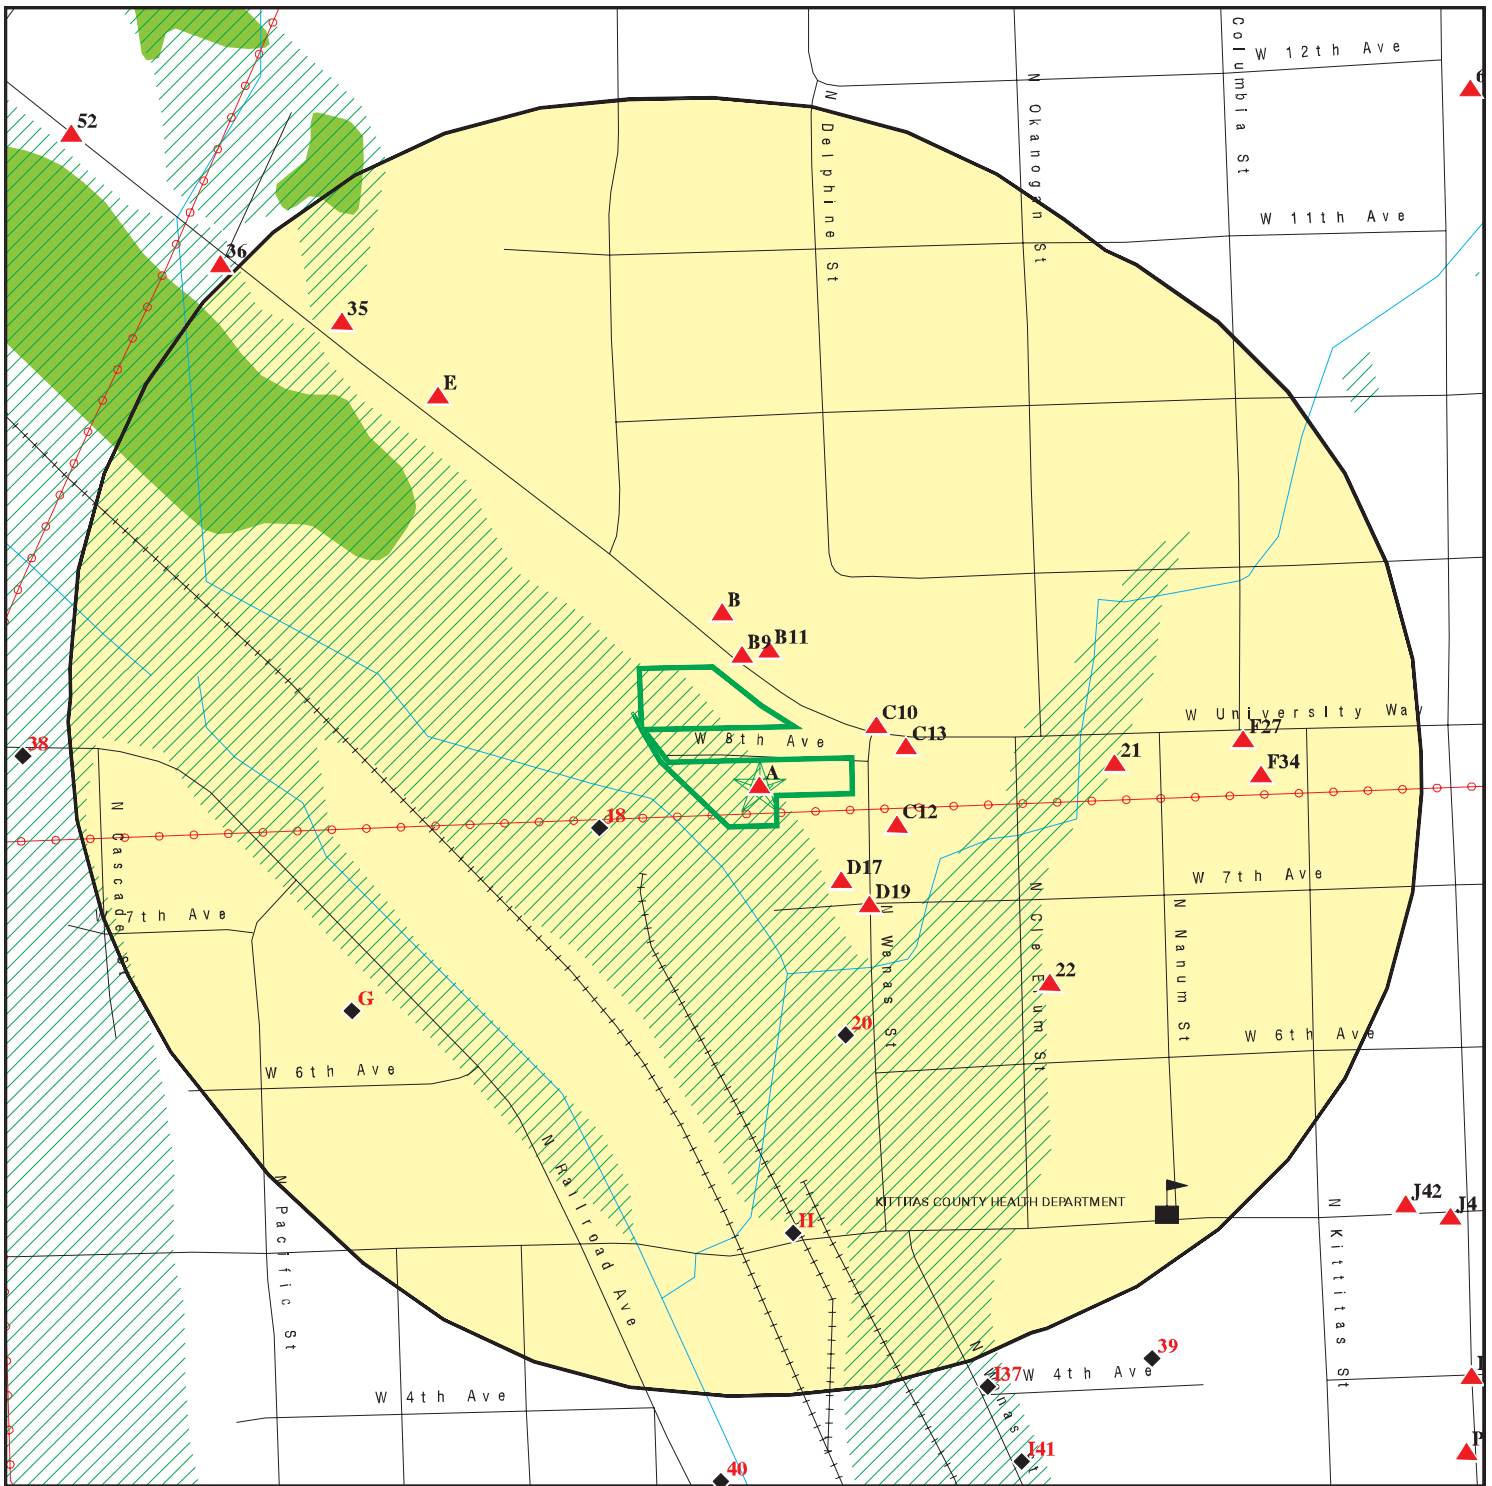 W 12th Ave
Columbia St
N Okanogan St
N Delphine St
52
W 11th Ave
36
35
E
B
B9
B11
C10
W University Way
F27
C13
W 8th Ave
38
21
F34
A
18
C12
N Cascade St
D17
W 7th Ave
D19
W 7th Ave
N Wanas St
N Cle Elum St
N Nanum St
22
G
20
W 6th Ave
W 6th Ave
N Railroad Ave
N Pacific St
KITTITAS COUNTY HEALTH DEPARTMENT
J42
J4
N Kittitas St
H
39
I37
W 4th Ave
W 4th Ave
I41
40